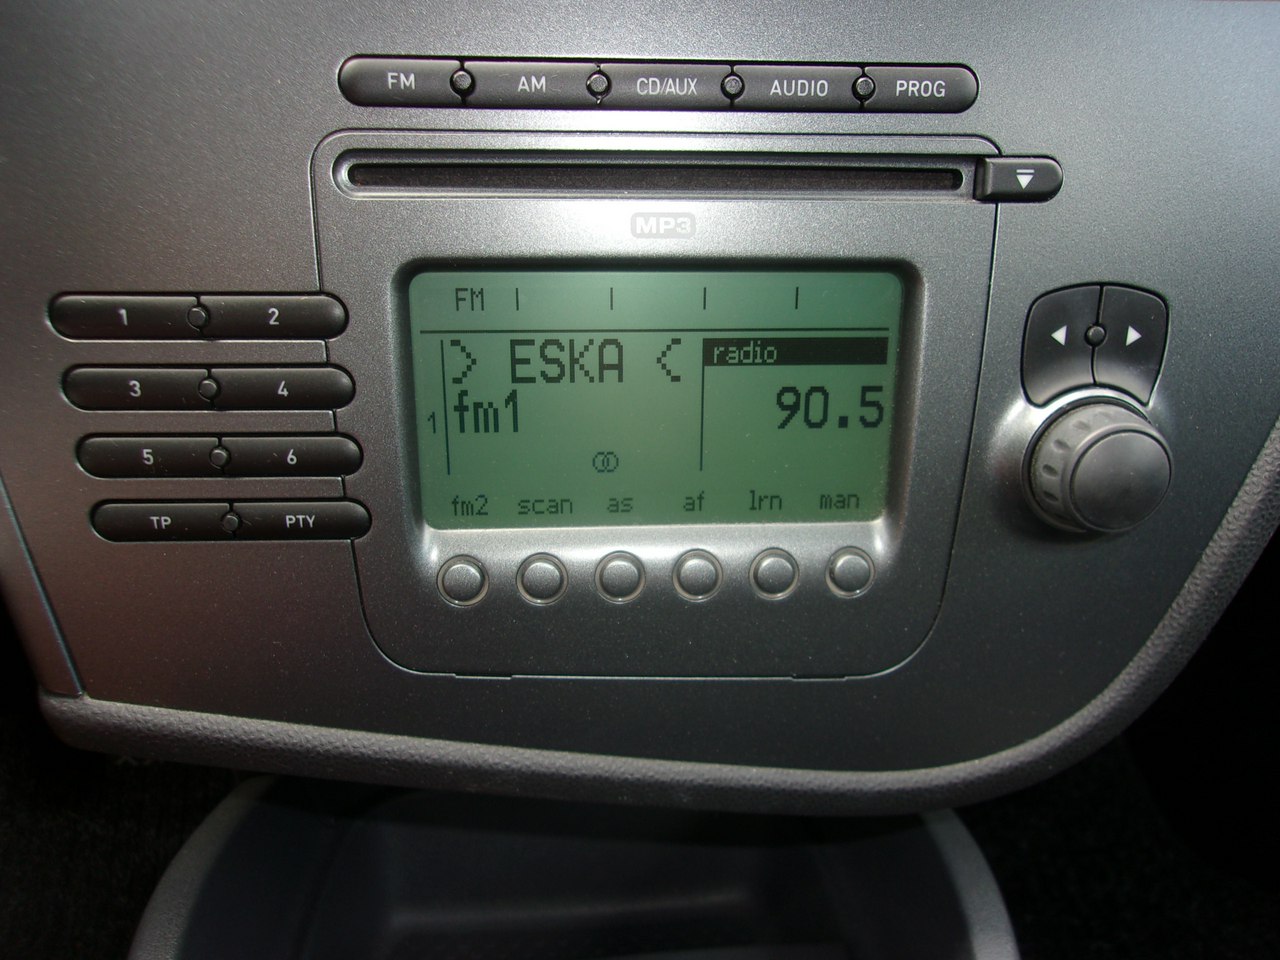 FM AM CD/AUX AUDIO PROG
MP3
1 2
3 4
5 6
TP PTY
FM
> ESKA < radio
1 fm1 90.5
fm2 scan as af lrn man